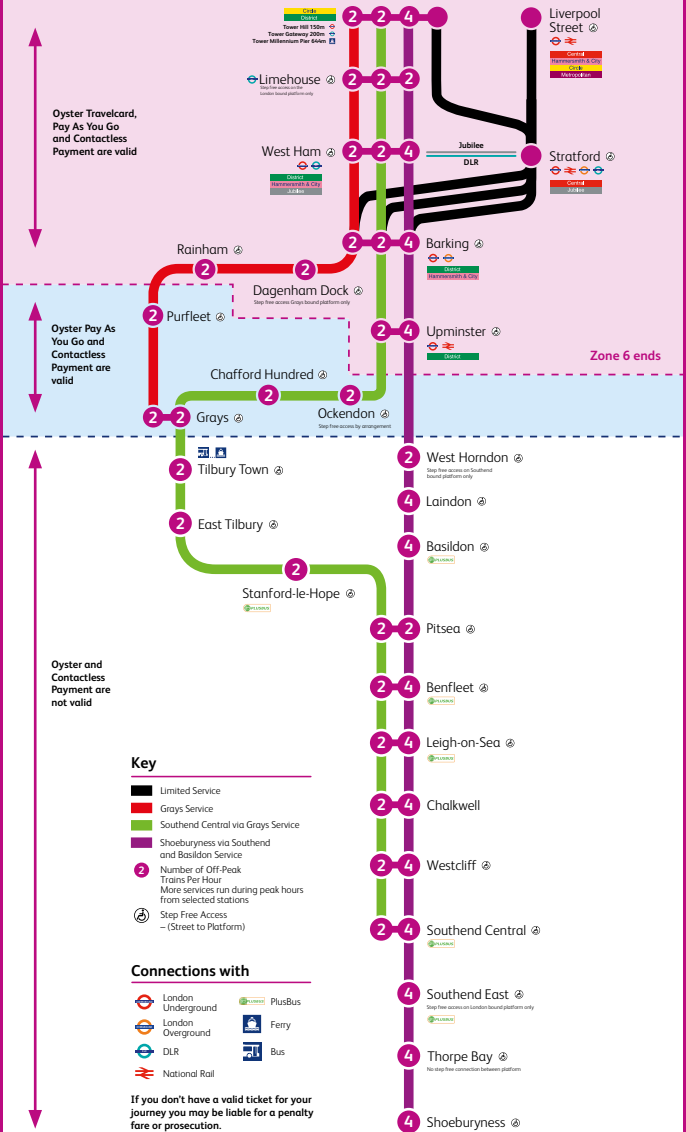 Circle
District
Tower Hill 150m
Tower Gateway 200m
Tower Millennium Pier 644m
2 2 4
Liverpool
Street
Central
Hammersmith & City
Circle
Metropolitan
Limehouse
Step free access on the
London bound platform only
2 2 2
Oyster Travelcard,
Pay As You Go
and Contactless
Payment are valid
West Ham
District
Hammersmith & City
Jubilee
2 2 4
Jubilee
DLR
Stratford
Central
Jubilee
2 2 4
Barking
District
Hammersmith & City
Rainham
2
2
Dagenham Dock
Step free access Grays bound platform only
Oyster Pay As
You Go and
Contactless
Payment are
valid
2 Purfleet
2 4
Upminster
District
Zone 6 ends
Chafford Hundred
2
2
Ockendon
Step free access by arrangement
2 2 Grays
2 Tilbury Town
2 East Tilbury
2
Stanford-le-Hope
PLUSBUS
2 West Horndon
Step free access on Southend
bound platform only
4 Laindon
4 Basildon
PLUSBUS
2 2 Pitsea
Oyster and
Contactless
Payment are
not valid
2 4 Benfleet
PLUSBUS
2 4 Leigh-on-Sea
PLUSBUS
2 4 Chalkwell
2 4 Westcliff
2 4 Southend Central
PLUSBUS
4 Southend East
Step free access on London bound platform only
PLUSBUS
4 Thorpe Bay
No step free connection between platform
4 Shoeburyness
Key
Limited Service
Grays Service
Southend Central via Grays Service
Shoeburyness via Southend
and Basildon Service
2 Number of Off-Peak
Trains Per Hour
More services run during peak hours
from selected stations
Step Free Access
– (Street to Platform)
Connections with
London
Underground
London
Overground
DLR
National Rail
PLUSBUS PlusBus
Ferry
Bus
If you don't have a valid ticket for your
journey you may be liable for a penalty
fare or prosecution.